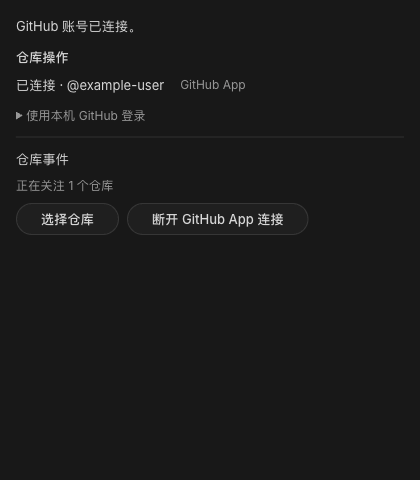 GitHub 账号已连接。
仓库操作
已连接 · @example-user GitHub App
▶ 使用本机 GitHub 登录
仓库事件
正在关注 1 个仓库
选择仓库 断开 GitHub App 连接